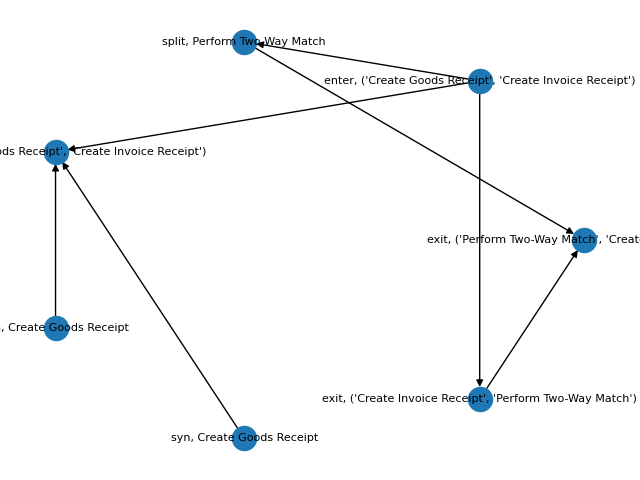 split, Perform Two-Way Match
enter, ('Create Goods Receipt', 'Create Invoice Receipt')
ds Receipt', 'Create Invoice Receipt')
exit, ('Perform Two-Way Match', 'Create
, Create Goods Receipt
exit, ('Create Invoice Receipt', 'Perform Two-Way Match')
syn, Create Goods Receipt